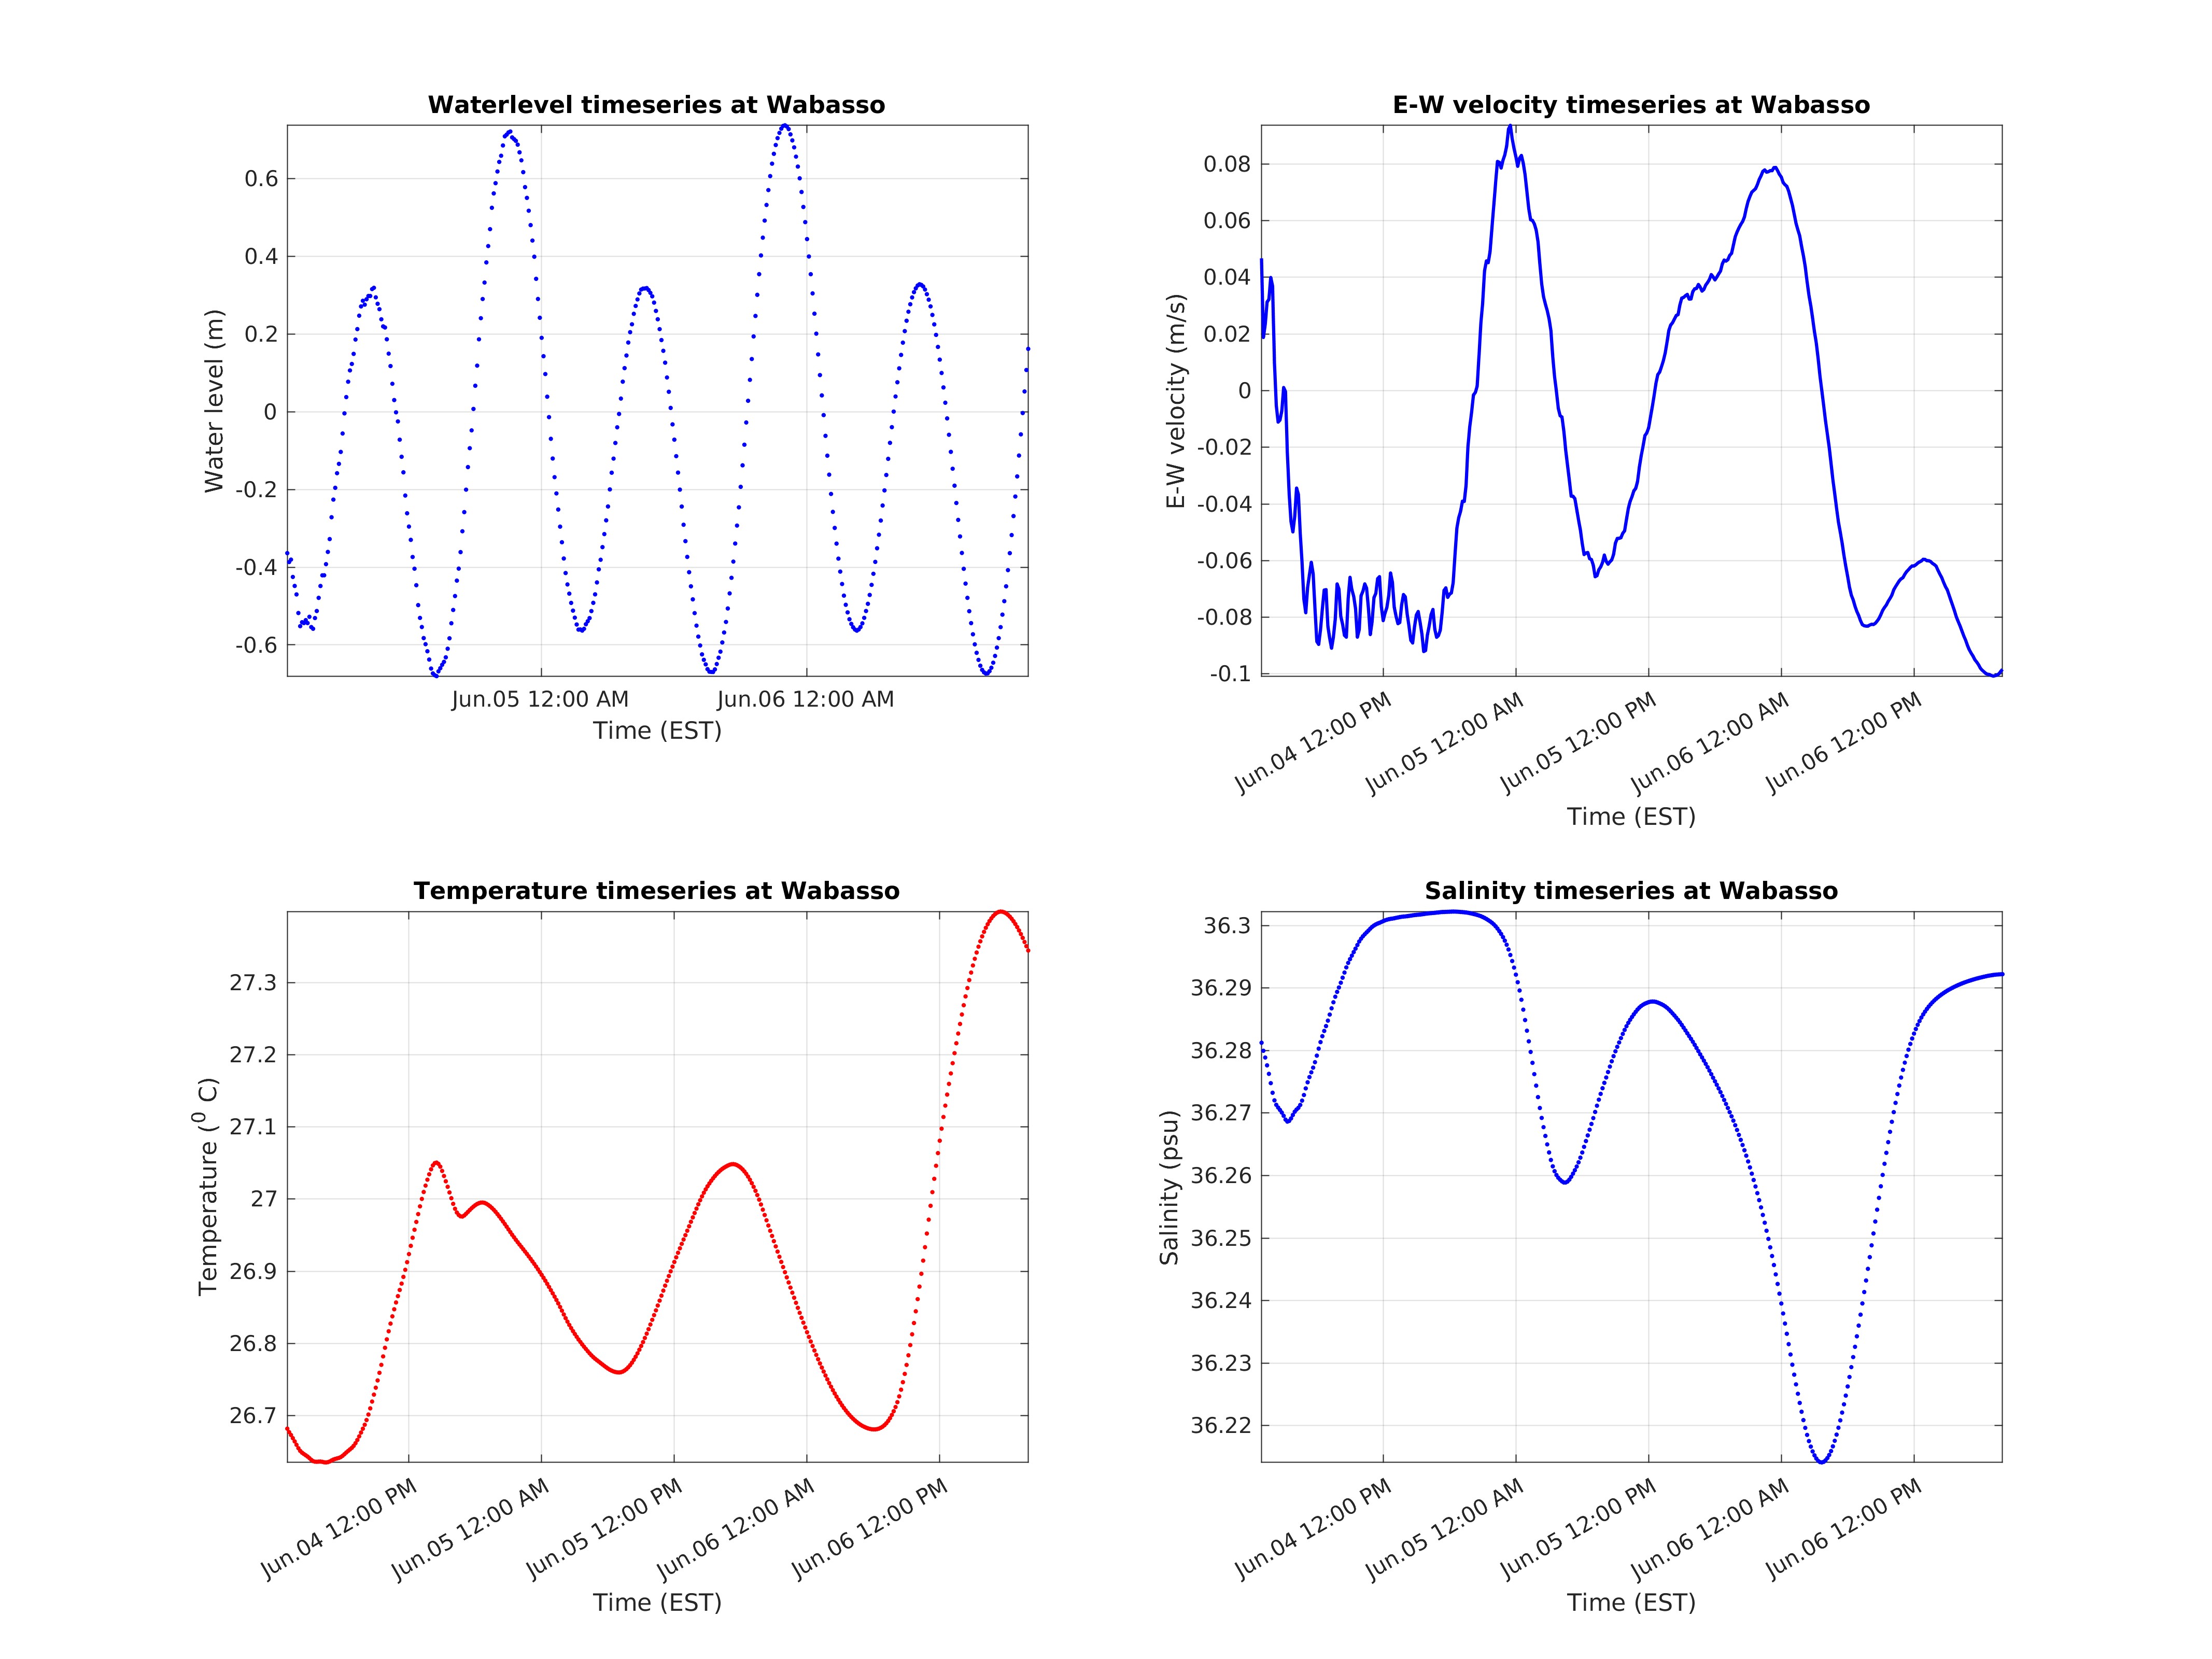 Waterlevel timeseries at Wabasso
0.6
0.4
0.2
0
-0.2
-0.4
-0.6
Water level (m)
Jun.05 12:00 AM
Jun.06 12:00 AM
Time (EST)
E-W velocity timeseries at Wabasso
0.08
0.06
0.04
0.02
0
-0.02
-0.04
-0.06
-0.08
-0.1
E-W velocity (m/s)
Jun.04 12:00 PM
Jun.05 12:00 AM
Jun.05 12:00 PM
Jun.06 12:00 AM
Jun.06 12:00 PM
Time (EST)
Temperature timeseries at Wabasso
27.3
27.2
27.1
27
26.9
26.8
26.7
Temperature (⁰ C)
Jun.04 12:00 PM
Jun.05 12:00 AM
Jun.05 12:00 PM
Jun.06 12:00 AM
Jun.06 12:00 PM
Time (EST)
Salinity timeseries at Wabasso
36.3
36.29
36.28
36.27
36.26
36.25
36.24
36.23
36.22
Salinity (psu)
Jun.04 12:00 PM
Jun.05 12:00 AM
Jun.05 12:00 PM
Jun.06 12:00 AM
Jun.06 12:00 PM
Time (EST)